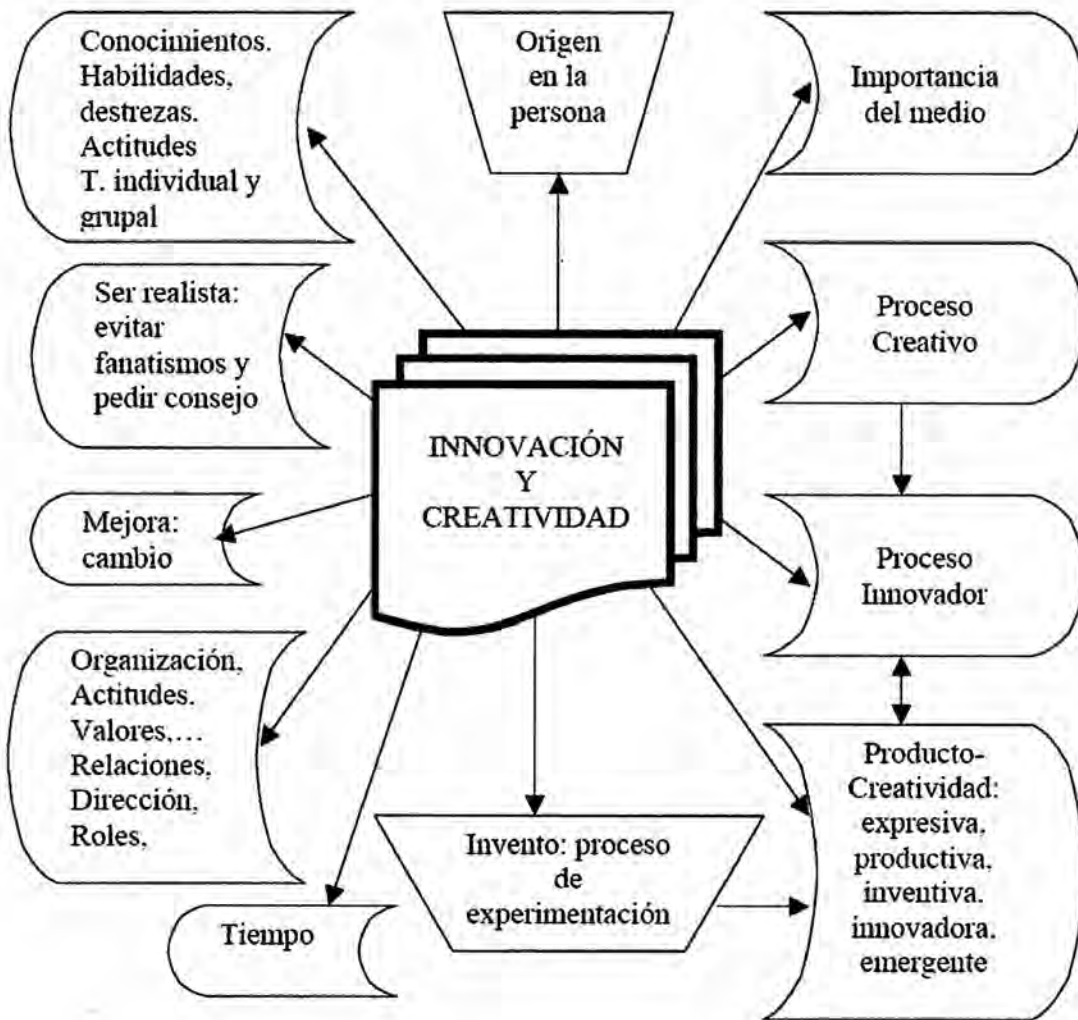 Conocimientos.
Habilidades,
destrezas.
Actitudes
T. individual y
grupal
Origen
en la
persona
Importancia
del medio
Ser realista:
evitar
fanatismos y
pedir consejo
Proceso
Creativo
INNOVACIÓN
Y
CREATIVIDAD
Mejora:
cambio
Proceso
Innovador
Organización,
Actitudes.
Valores,...
Relaciones,
Dirección,
Roles,
Producto-
Creatividad:
expresiva,
productiva,
inventiva,
innovadora.
emergente
Invento: proceso
de
experimentación
Tiempo